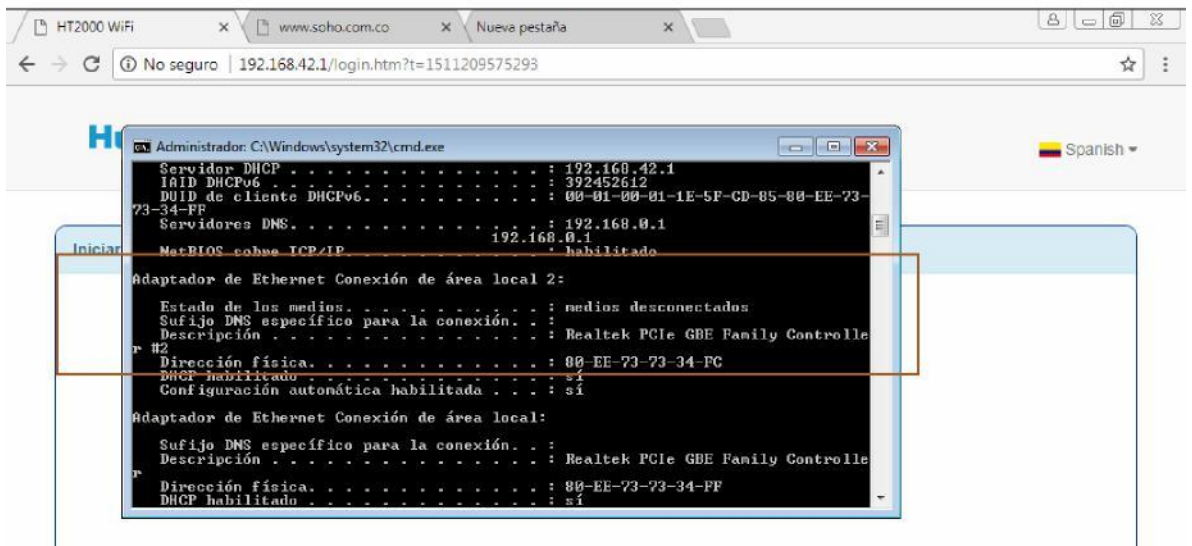 HT2000 WiFi
www.soho.com.co
Nueva pestaña
No seguro | 192.168.42.1/login.htm?t=1511209575293
Spanish
Administrador: C:\Windows\system32\cmd.exe
Servidor DHCP . . . . . . . . . . . . . . : 192.168.42.1
IAID DHCPv6 . . . . . . . . . . . . . . . : 392452612
DUID de cliente DHCPv6. . . . . . . . . . : 00-01-00-01-1E-5F-CD-85-80-EE-73-
73-34-FF
Servidores DNS. . . . . . . . . . . . . . : 192.168.0.1
192.168.0.1
NetBIOS sobre TCP/IP. . . . . . . . . . . : habilitado
Iniciar
Adaptador de Ethernet Conexión de área local 2:
Estado de los medios. . . . . . . . . . . : medios desconectados
Sufijo DNS específico para la conexión. . :
Descripción . . . . . . . . . . . . . . . : Realtek PCIe GBE Family Controlle
r #2
Dirección física. . . . . . . . . . . . . : 80-EE-73-73-34-FC
DHCP habilitado . . . . . . . . . . . . . : sí
Configuración automática habilitada . . . : sí
Adaptador de Ethernet Conexión de área local:
Sufijo DNS específico para la conexión. . :
Descripción . . . . . . . . . . . . . . . : Realtek PCIe GBE Family Controlle
r
Dirección física. . . . . . . . . . . . . : 80-EE-73-73-34-FF
DHCP habilitado . . . . . . . . . . . . . : sí